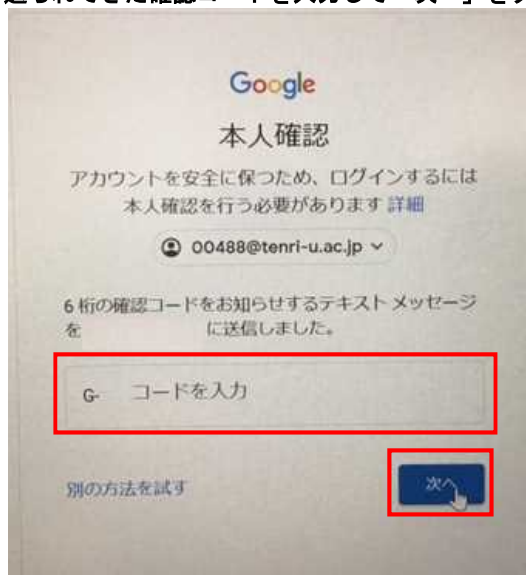 Google
本人確認
アカウントを安全に保つため、ログインするには
本人確認を行う必要があります 詳細
00488@tenri-u.ac.jp
6 桁の確認コードをお知らせするテキスト メッセージ
を に送信しました。
G- コードを入力
別の方法を試す
次へ